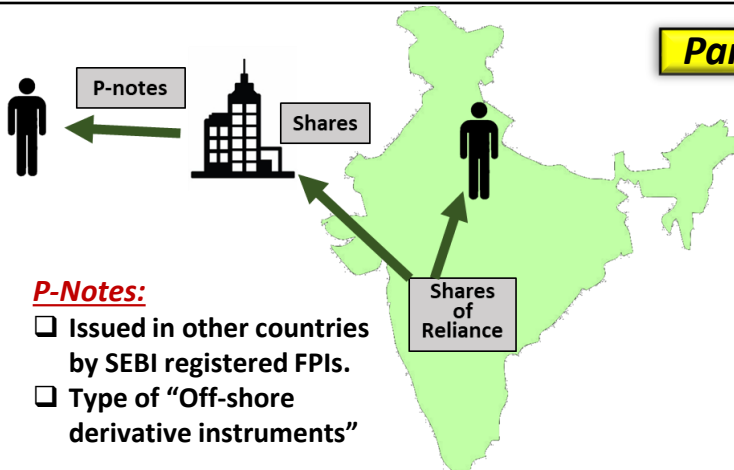 Par
P-notes
Shares
Shares
of
Reliance
P-Notes:
❑ Issued in other countries
by SEBI registered FPIs.
❑ Type of “Off-shore
derivative instruments”